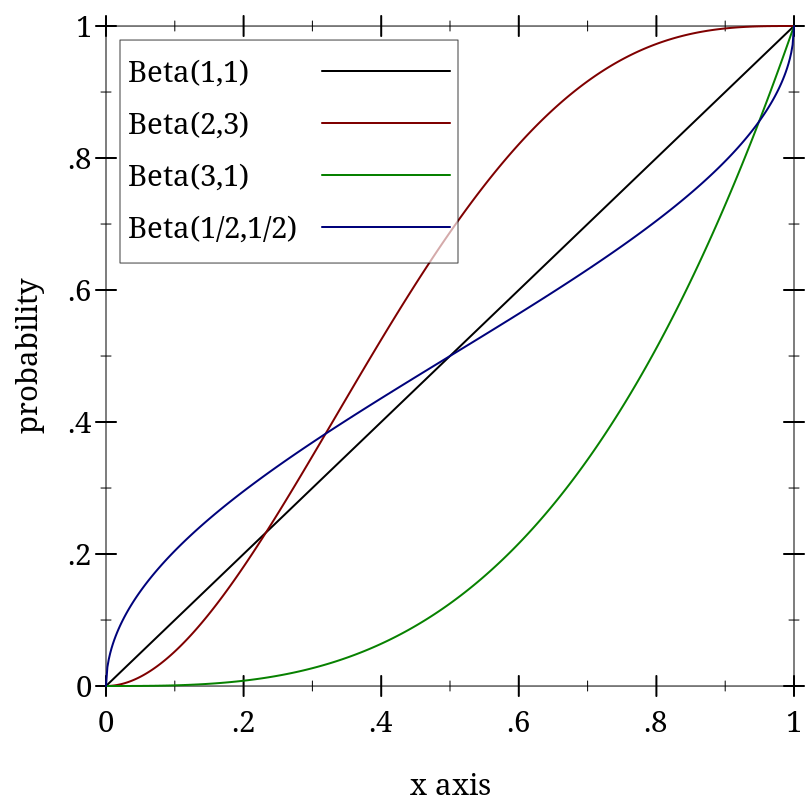 1
.8
.6
.4
.2
0
probability
Beta(1,1)
Beta(2,3)
Beta(3,1)
Beta(1/2,1/2)
0 .2 .4 .6 .8 1
x axis